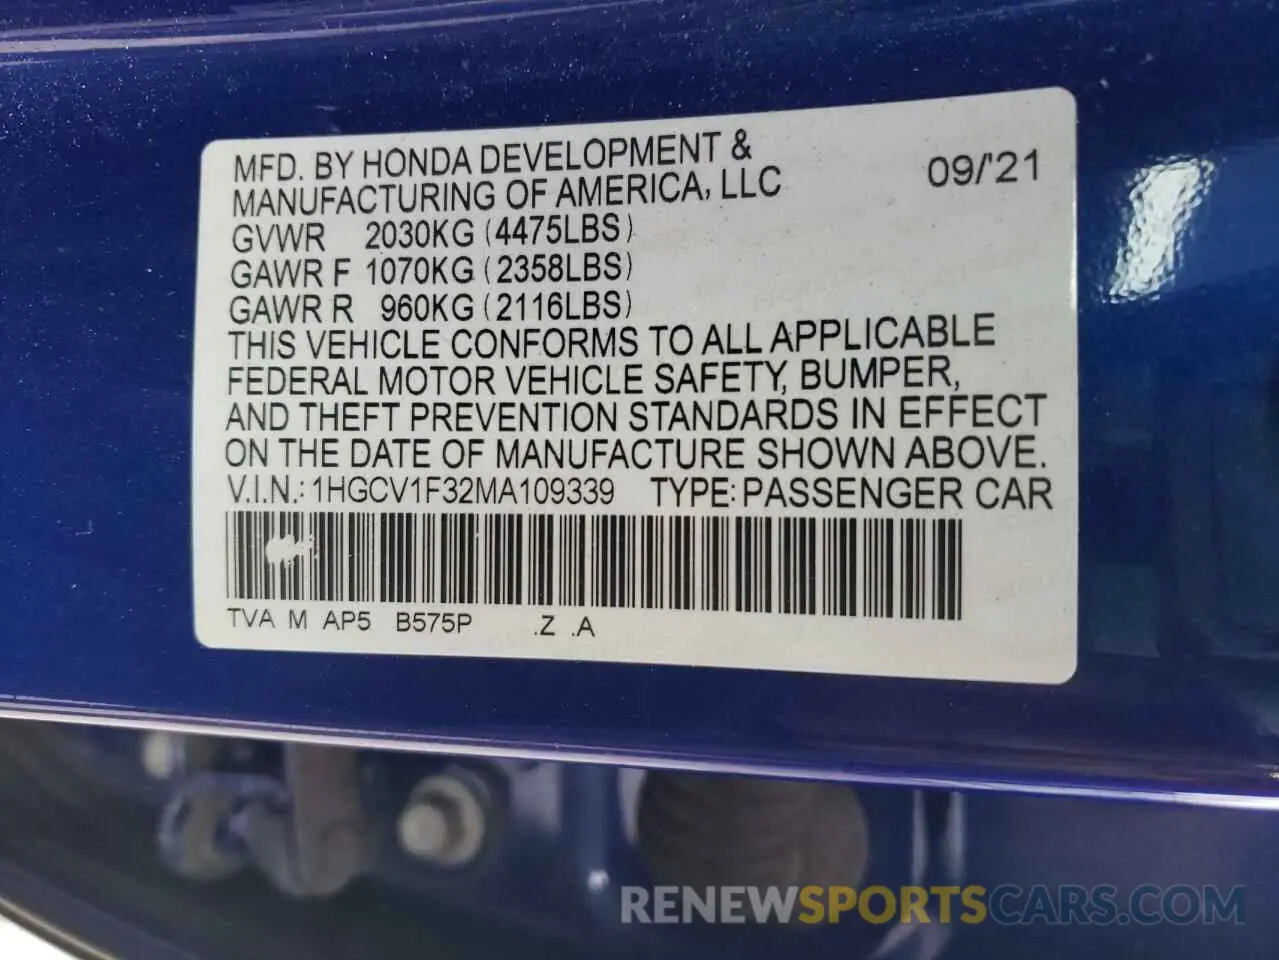 MFD. BY HONDA DEVELOPMENT & 09/'21
MANUFACTURING OF AMERICA, LLC
GVWR 2030KG (4475LBS)
GAWR F 1070KG (2358LBS)
GAWR R 960KG (2116LBS)
THIS VEHICLE CONFORMS TO ALL APPLICABLE
FEDERAL MOTOR VEHICLE SAFETY, BUMPER,
AND THEFT PREVENTION STANDARDS IN EFFECT
ON THE DATE OF MANUFACTURE SHOWN ABOVE.
V.I.N.: 1HGCV1F32MA109339 TYPE: PASSENGER CAR
TVA M AP5 B575P .Z .A
RENEWSPORTSCARS.COM